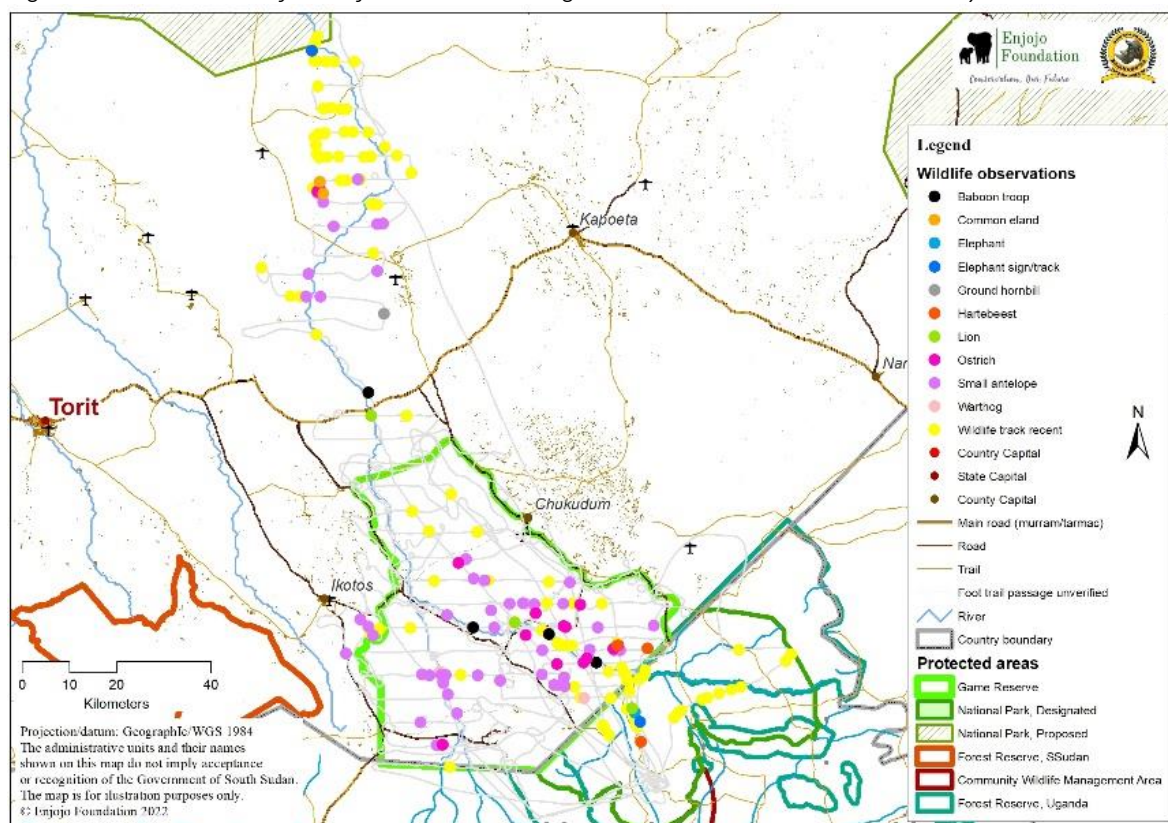 Enjojo
Foundation
Conservation, Our Future
Legend
Wildlife observations
Baboon troop
Common eland
Elephant
Elephant sign/track
Ground hornbill
Hartebeest
Lion
Ostrich
Small antelope
Warthog
Wildlife track recent
Country Capital
State Capital
County Capital
Main road (murram/tarmac)
Road
Trail
Foot trail passage unverified
River
Country boundary
Protected areas
Game Reserve
National Park, Designated
National Park, Proposed
Forest Reserve, SSudan
Community Wildlife Management Area
Forest Reserve, Uganda
N
Kapoeta
Nar
Torit
Chukudum
Ikotos
0 10 20 40
Kilometers
Projection/datum: Geographic/WGS 1984
The administrative units and their names
shown on this map do not imply acceptance
or recognition of the Government of South Sudan.
The map is for ilustration purposes only.
© Enjojo Foundation 2022